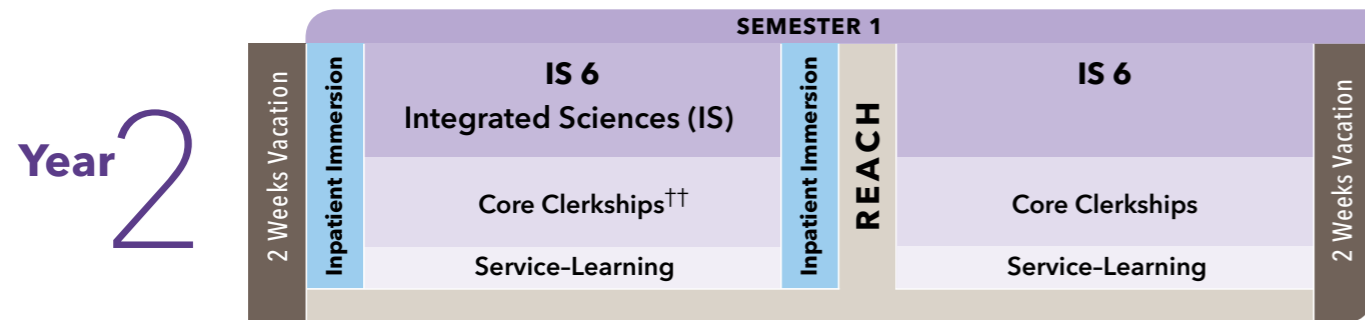 SEMESTER 1
Year 2
2 Weeks Vacation
Inpatient Immersion
IS 6
Integrated Sciences (IS)
Core Clerkships††
Service–Learning
Inpatient Immersion
REACH
IS 6
Core Clerkships
Service–Learning
2 Weeks Vacation